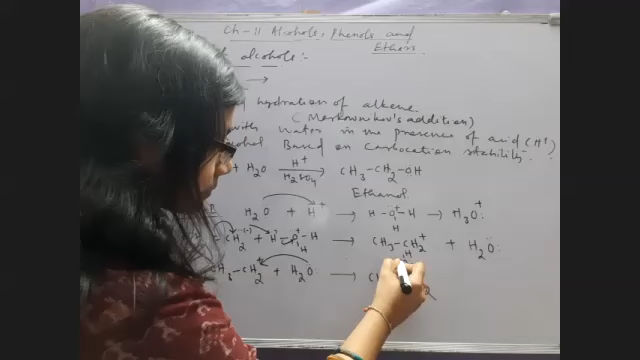 Ch-11 Alcohols, Phenols and
Ethers.
alcohols:-
→
hydration of alkene
(Markownikov's addition)
with water in the presence of acid (H⁺)
Based on carbocation stability.
+ H₂O H⁺ → H₂SO₄ CH₃-CH₂-OH
Ethanol
H₂O + H⁺ → H-O⁺-H → H₃O⁺:
H
CH₂ + H-O⁺-H → CH₃-CH₂⁺ + H₂O:
H
H₃-CH₂⁺ + H₂O →
H